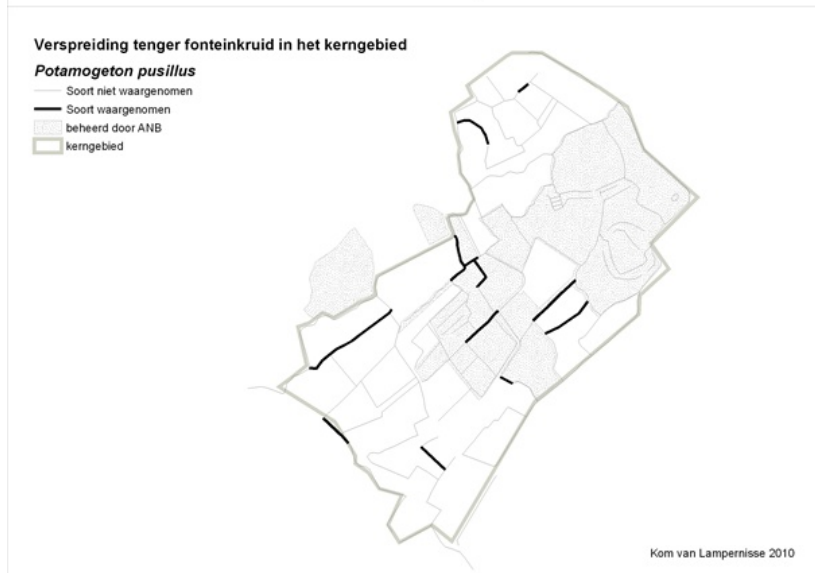 Verspreiding tenger fonteinkruid in het kerngebied
Potamogeton pusillus
Soort niet waargenomen
Soort waargenomen
beheerd door ANB
kerngebied
Kom van Lampernisse 2010